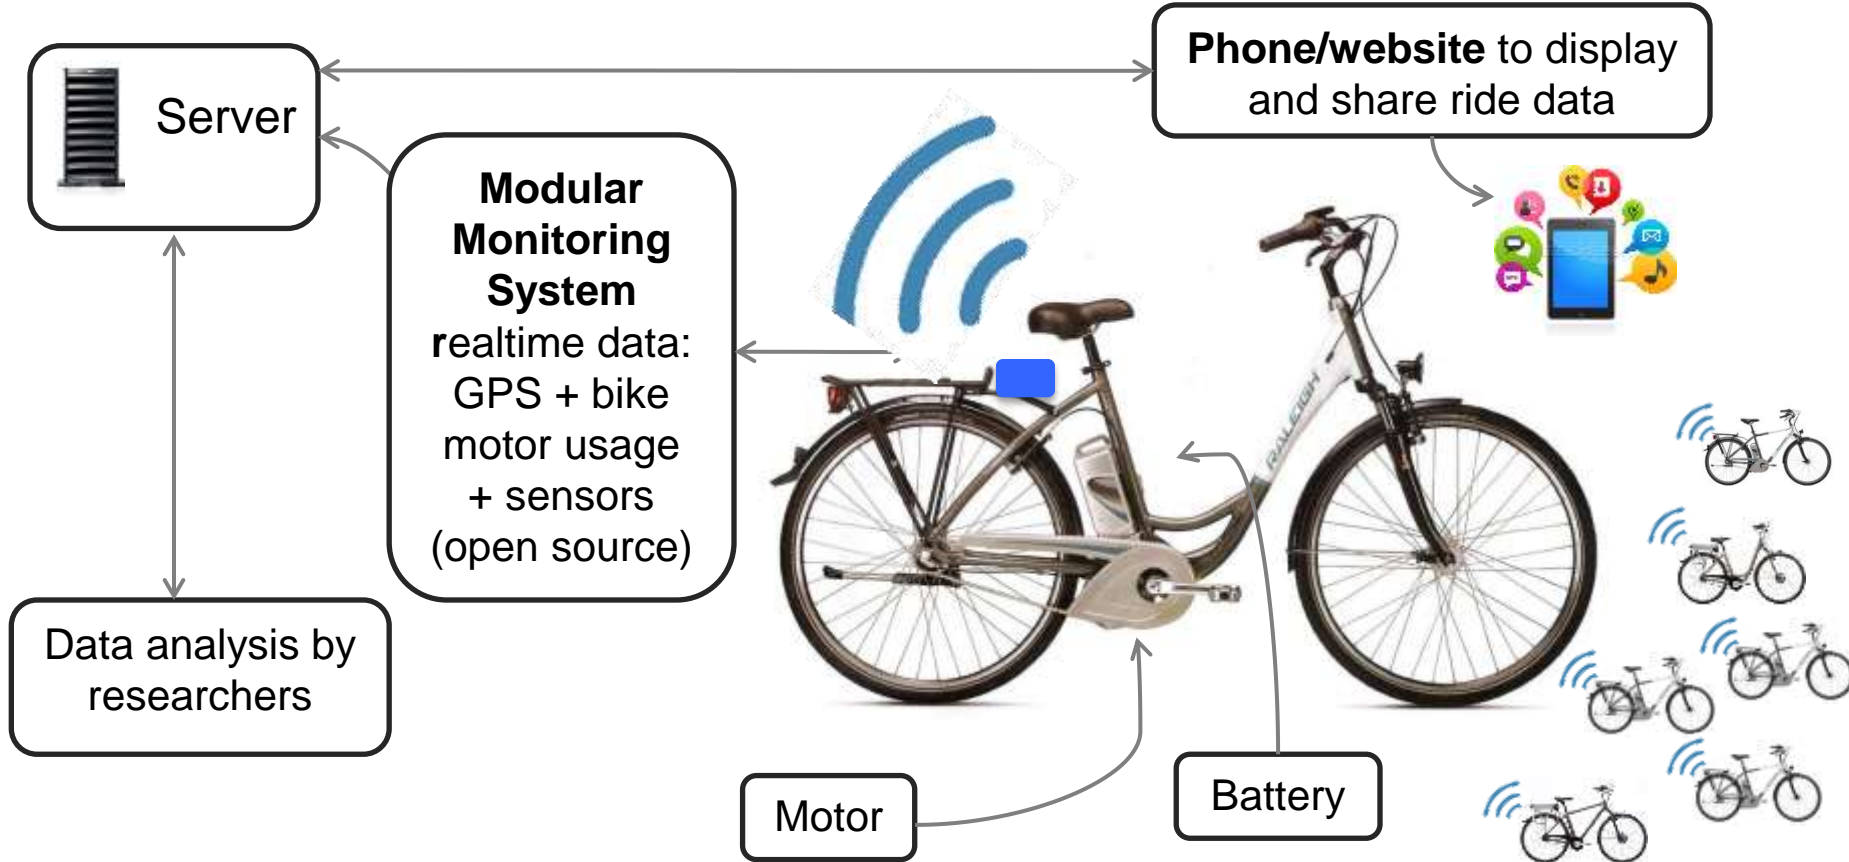 Server
Phone/website to display
and share ride data
Modular
Monitoring
System
realtime data:
GPS + bike
motor usage
+ sensors
(open source)
RALEIGH
Data analysis by
researchers
Motor
Battery